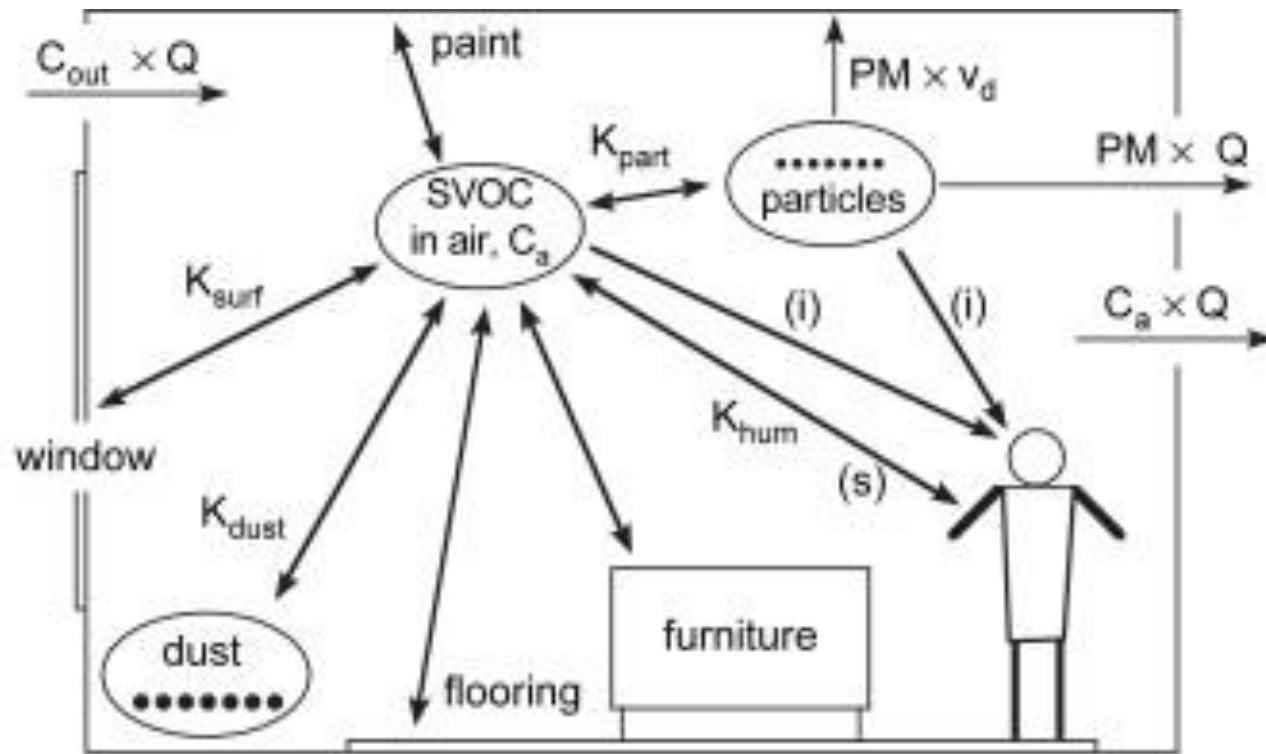 C_out × Q
paint
PM × v_d
K_part
particles
PM × Q
SVOC
in air, C_a
K_surf
(i)
(i)
C_a × Q
K_hum
(s)
window
K_dust
dust
flooring
furniture